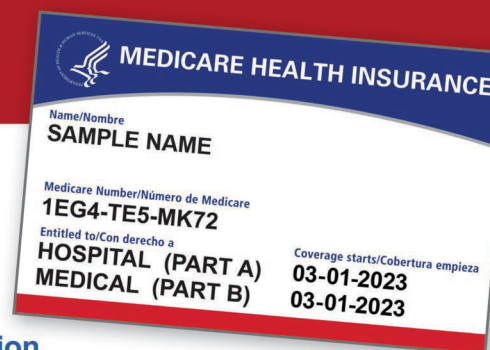 MEDICARE HEALTH INSURANCE
Name/Nombre
SAMPLE NAME
Medicare Number/Número de Medicare
1EG4-TE5-MK72
Entitled to/Con derecho a
HOSPITAL (PART A)
MEDICAL (PART B)
Coverage starts/Cobertura empieza
03-01-2023
03-01-2023